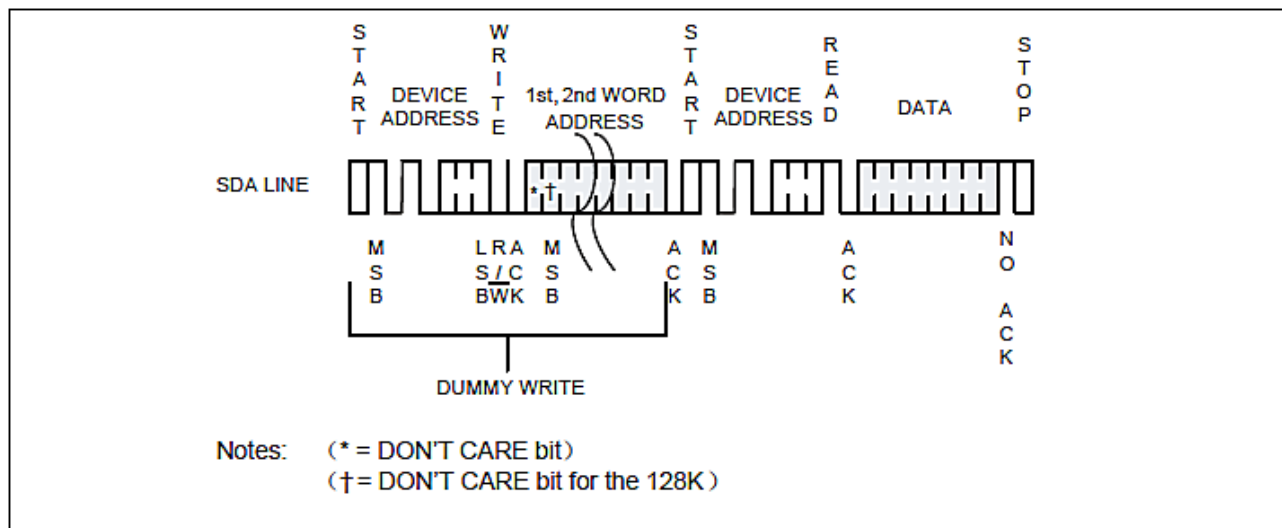 START
WRITE
START
READ
STOP
DEVICE
ADDRESS
1st, 2nd WORD
ADDRESS
DEVICE
ADDRESS
DATA
SDA LINE
* †
MSB
LSB
R/W
ACK
MSB
ACK
MSB
ACK
NO ACK
DUMMY WRITE
Notes: (* = DON'T CARE bit)
(† = DON'T CARE bit for the 128K)